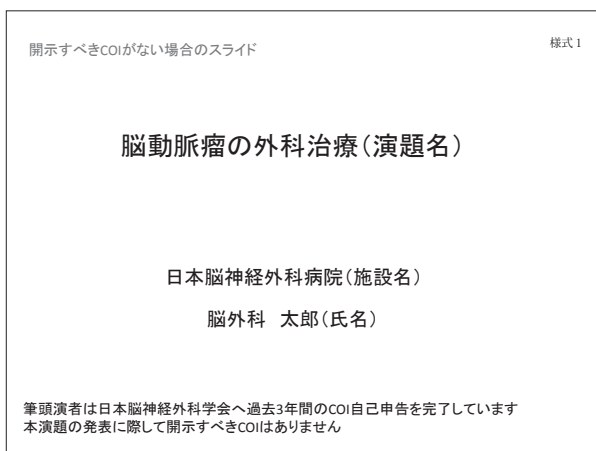 開示すべきCOIがない場合のスライド
様式 1
脳動脈瘤の外科治療（演題名）
日本脳神経外科病院（施設名）
脳外科　太郎（氏名）
筆頭演者は日本脳神経外科学会へ過去3年間のCOI自己申告を完了しています
本演題の発表に際して開示すべきCOIはありません